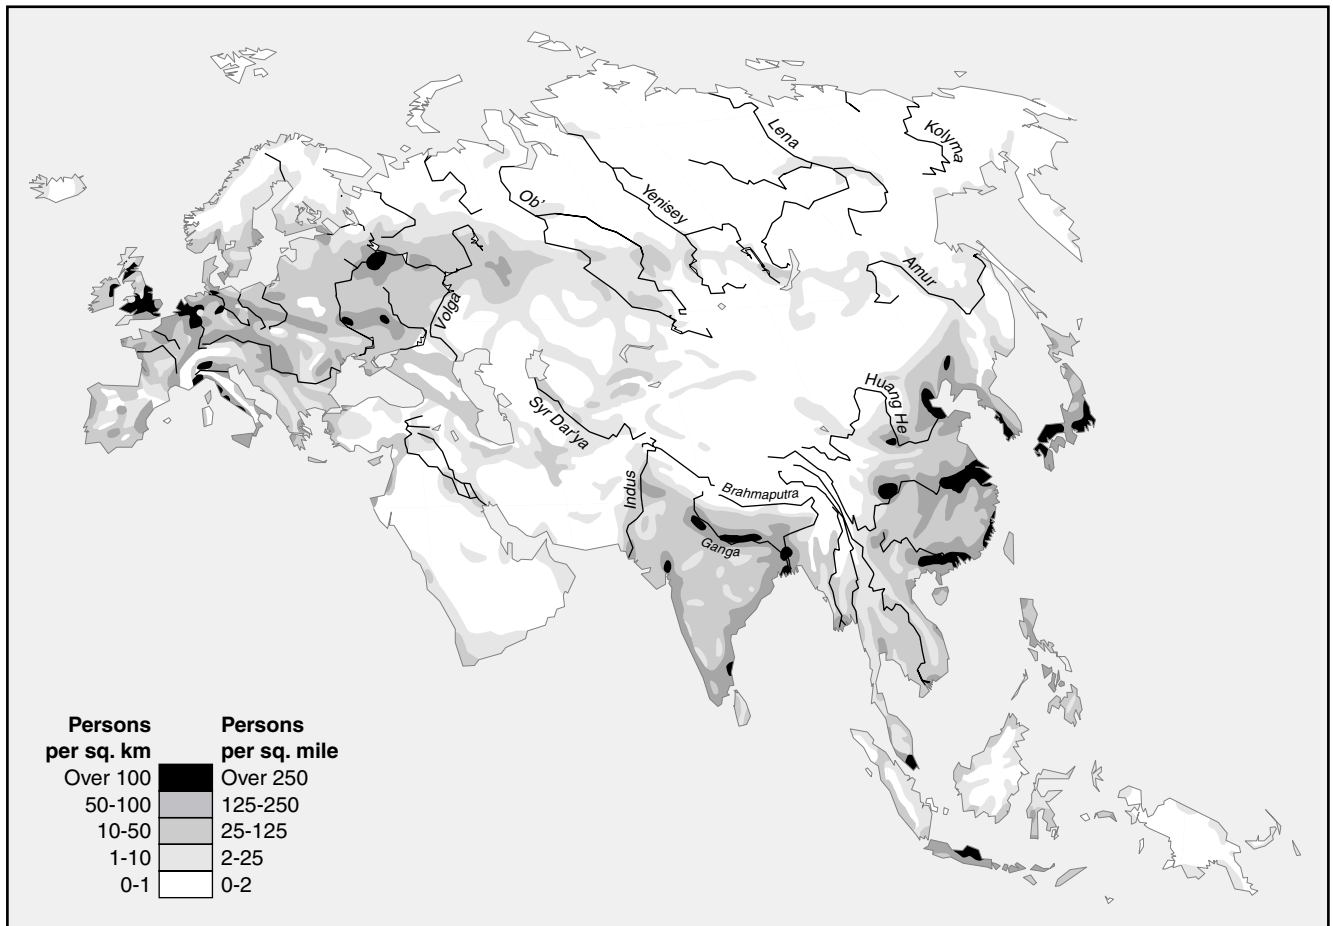 Lena
Kolyma
Ob’
Yenisey
Amur
Volga
Huang He
Syr Dar'ya
Indus
Brahmaputra
Ganga
Persons
per sq. km
Persons
per sq. mile
Over 100
Over 250
50-100
125-250
10-50
25-125
1-10
2-25
0-1
0-2